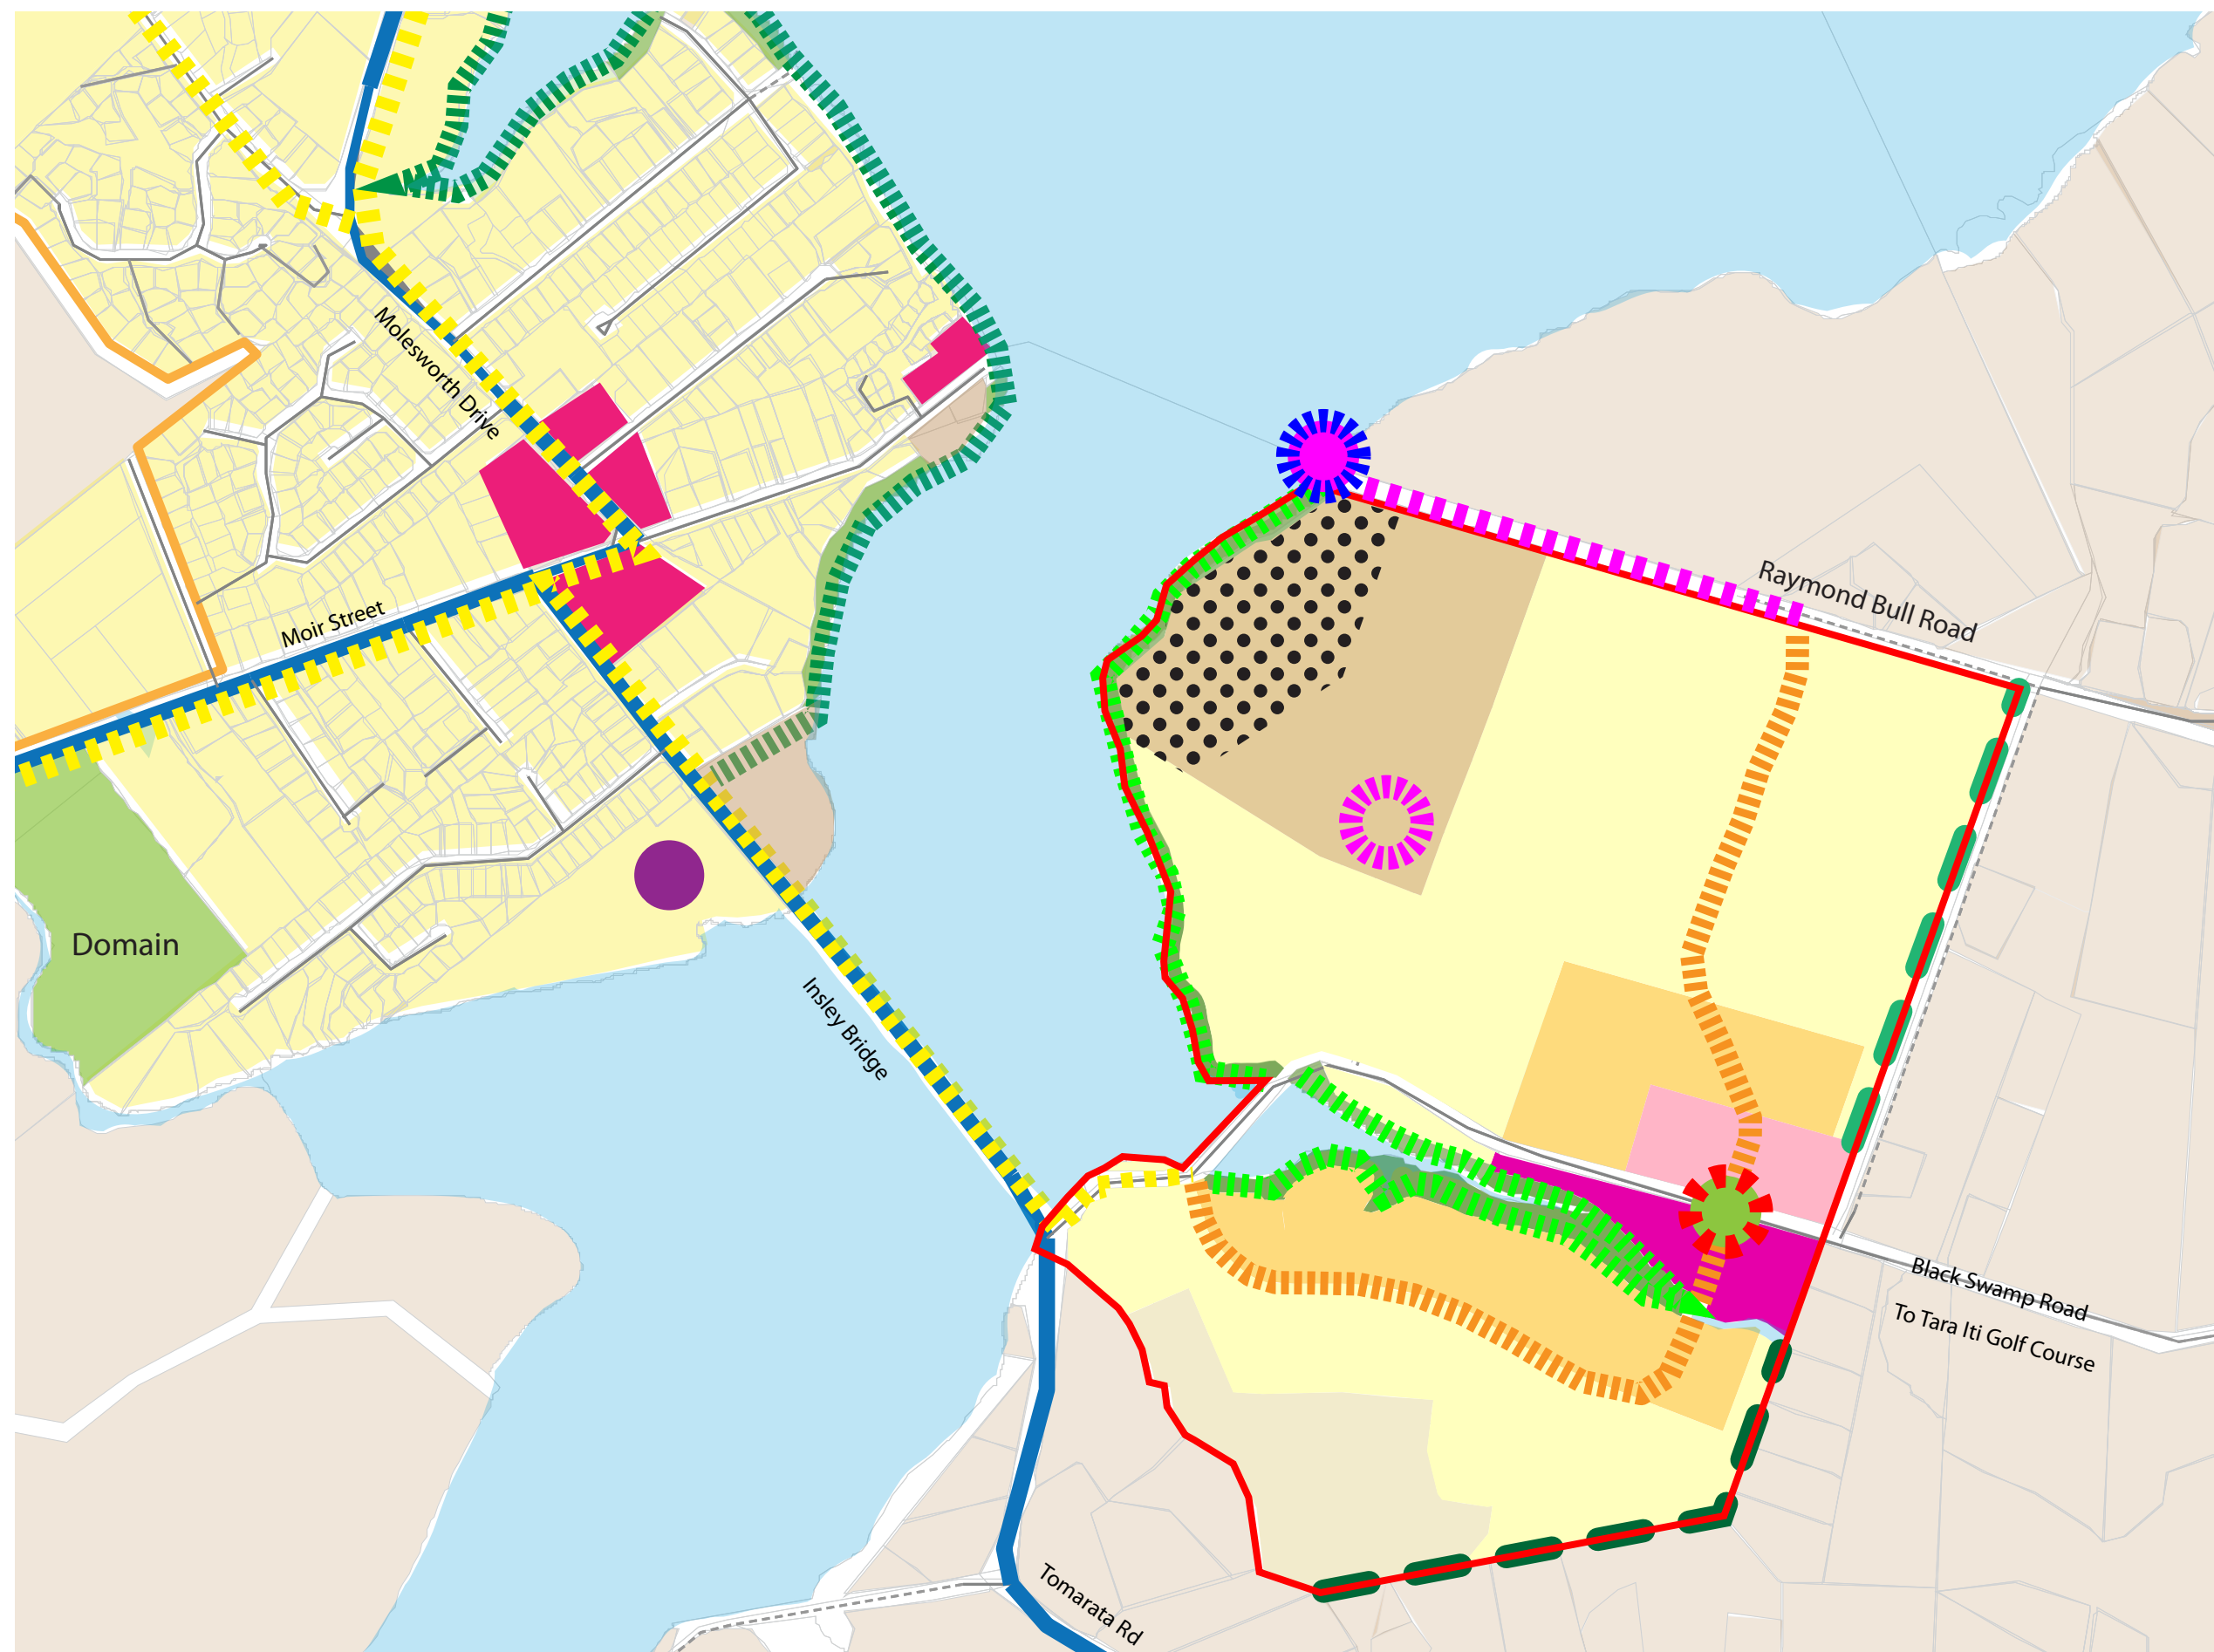 Molesworth Drive
Moir Street
Raymond Bull Road
Domain
Insley Bridge
Black Swamp Road
To Tara Iti Golf Course
Tomarata Rd